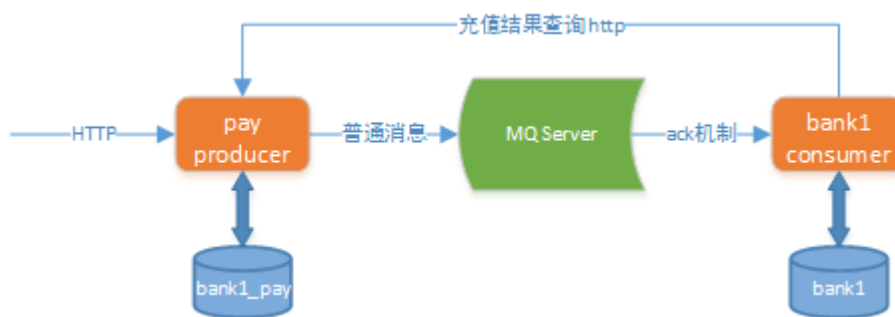 充值结果查询http
HTTP
pay
producer
普通消息
MQ Server
ack机制
bank1
consumer
bank1_pay
bank1